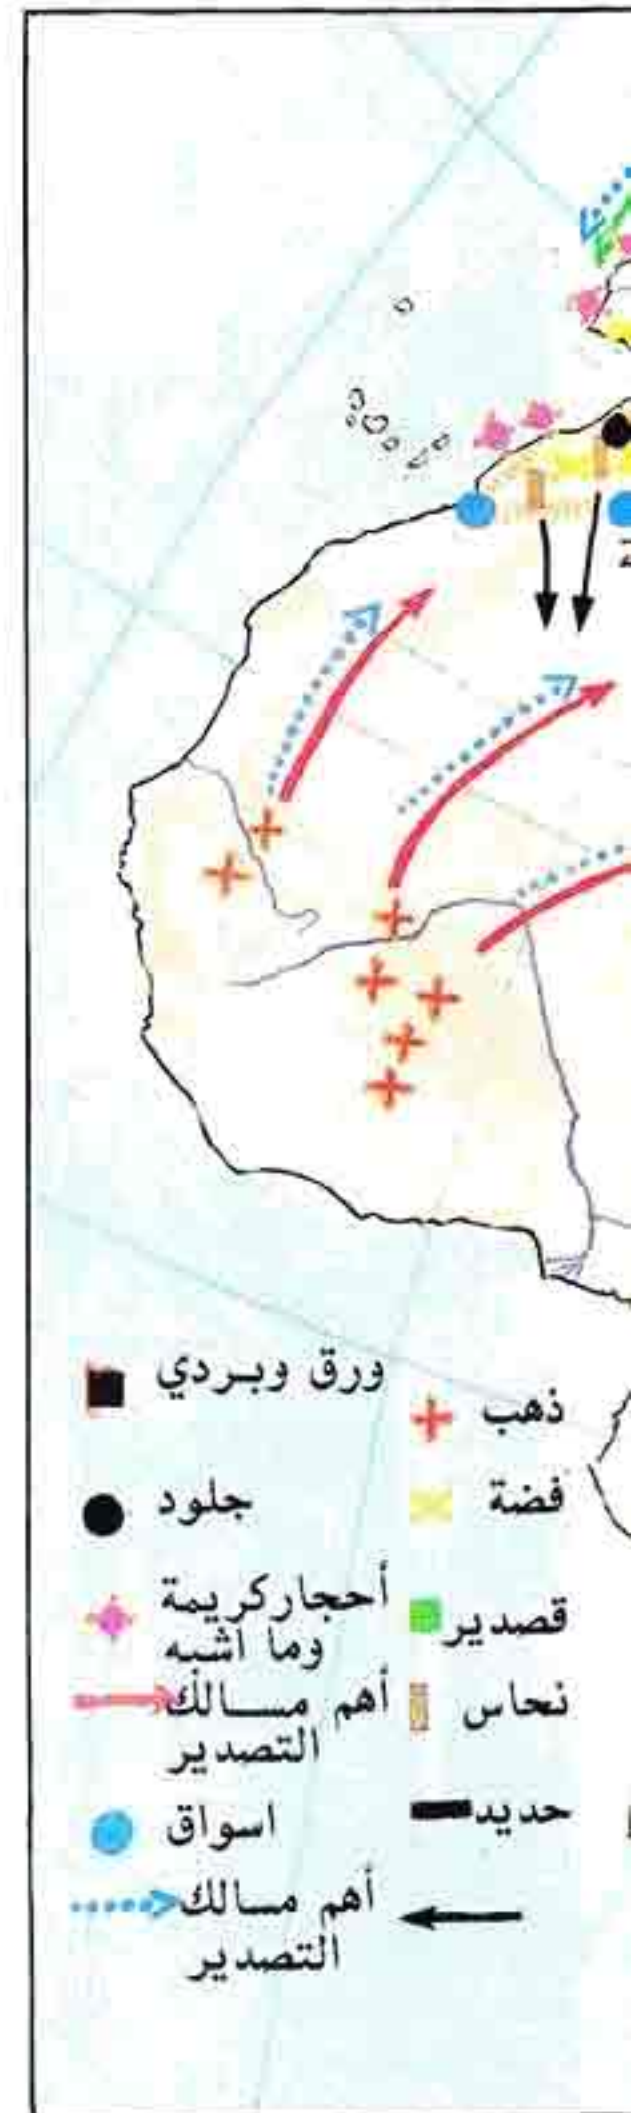 ذهب
فضة
قصدير
نحاس
حديد
ورق وبردي
جلود
أحجار كريمة
وما اشبه
أهم مسالك
التصدير
اسواق
أهم مسالك
التصدير